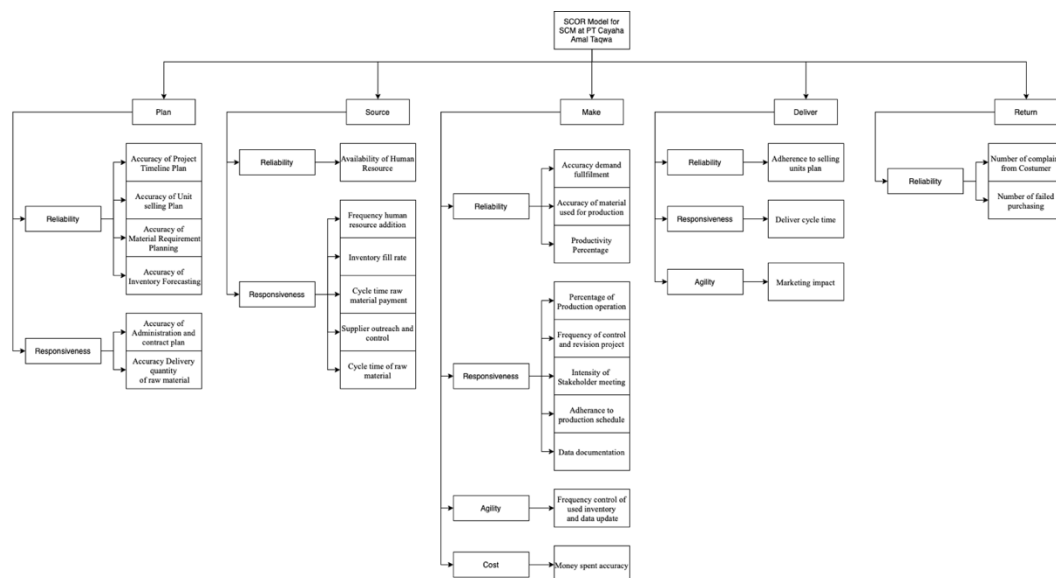 SCOR Model for
SCM at PT Cayaha
Amal Taqwa
Plan
Source
Make
Deliver
Return
Reliability
Accuracy of Project
Timeline Plan
Accuracy of Unit
selling Plan
Accuracy of
Material Requirement
Planning
Accuracy of
Inventory Forecasting
Responsiveness
Accuracy of
Administration and
contract plan
Accuracy Delivery
quantity
of raw material
Reliability
Availability of Human
Resource
Responsiveness
Frequency human
resource addition
Inventory fill rate
Cycle time raw
material payment
Supplier outreach and
control
Cycle time of raw
material
Reliability
Accuracy demand
fullfilment
Accuracy of material
used for production
Productivity
Percentage
Responsiveness
Percentage of
Production operation
Frequency of control
and revision project
Intensity of
Stakeholder meeting
Adherance to
production schedule
Data documentation
Agility
Frequency control of
used inventory
and data update
Cost
Money spent accuracy
Reliability
Adherence to selling
units plan
Responsiveness
Deliver cycle time
Agility
Marketing impact
Reliability
Number of complain
from Costumer
Number of failed
purchasing